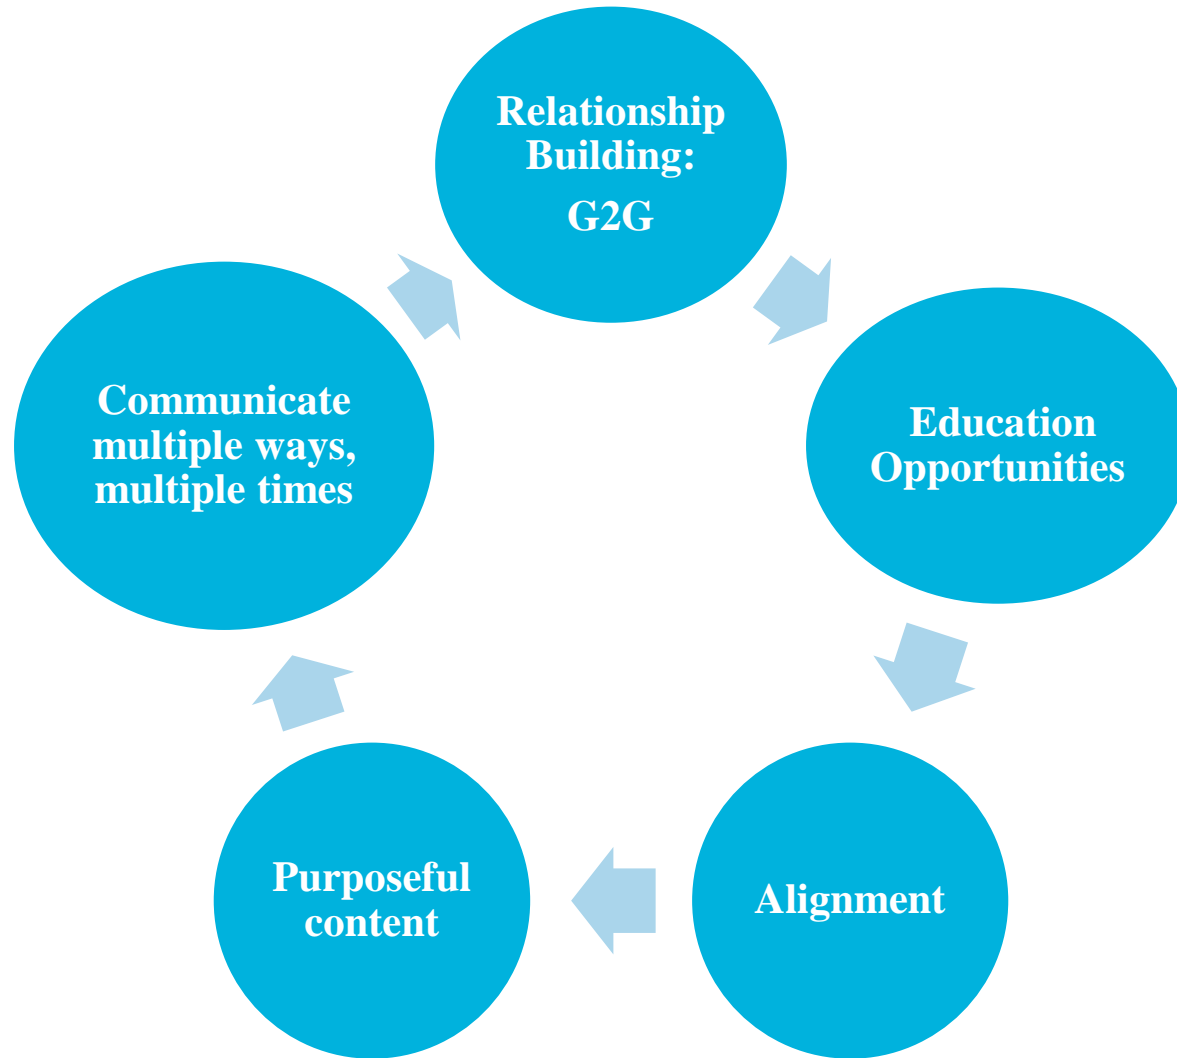 Relationship
Building:
G2G
Education
Opportunities
Alignment
Purposeful
content
Communicate
multiple ways,
multiple times